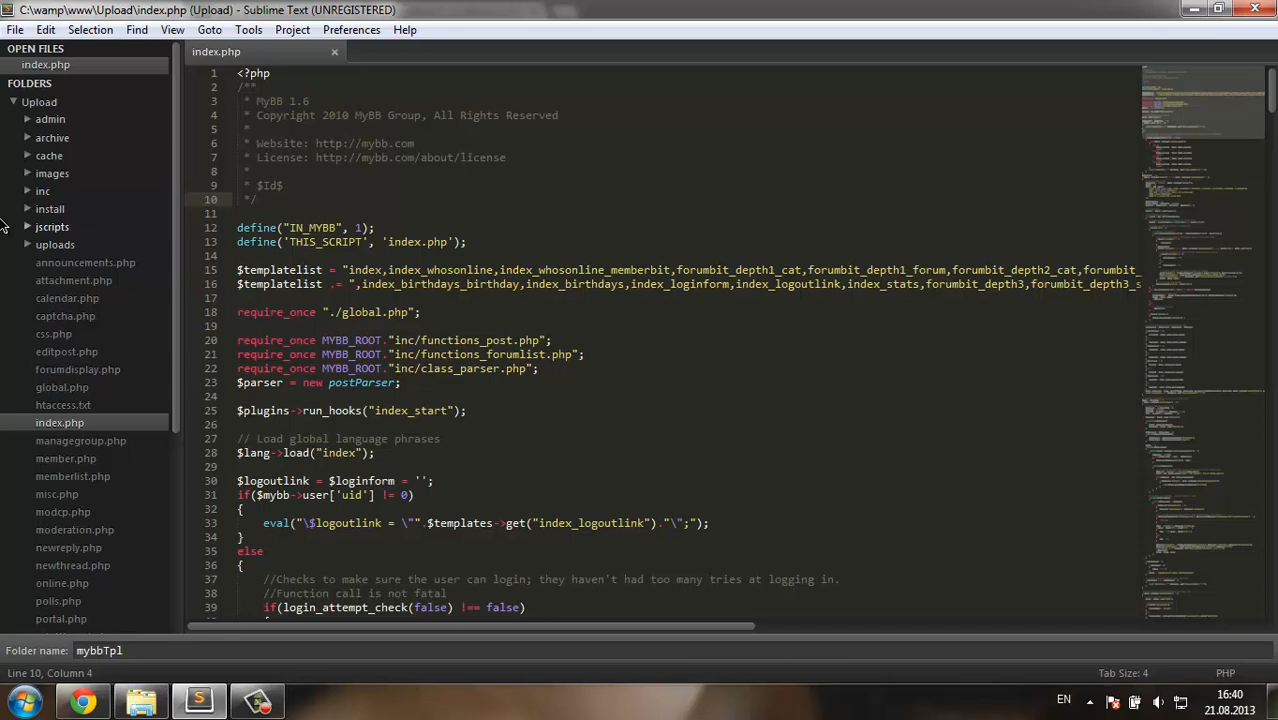 C:\wamp\www\Upload\index.php (Upload) - Sublime Text (UNREGISTERED)
File Edit Selection Find View Goto Tools Project Preferences Help
OPEN FILES
index.php
FOLDERS
Upload
admin
archive
cache
images
inc
install
scripts
uploads
announcements.php
attachment.php
calendar.php
captcha.php
css.php
editpost.php
forumdisplay.php
global.php
htaccess.txt
index.php
managegroup.php
member.php
memberlist.php
misc.php
modcp.php
moderation.php
newreply.php
newthread.php
online.php
polls.php
portal.php
index.php
1 <?php
2 /**
3 * MyBB 1.6
4 * Copyright 2010 MyBB Group, All Rights Reserved
5 *
6 * Website: http://mybb.com
7 * License: http://mybb.com/about/license
8 *
9 * $Id$
10 */
11
12 define("IN_MYBB", 1);
13 define('THIS_SCRIPT', 'index.php');
14
15 $templatelist = "index,index_whosonline,index_whosonline_memberbit,forumbit_depth1_cat,forumbit_depth1_forum,forumbit_depth2_cat,forumbit_
16 $templatelist .= ",index_birthdays_birthday,index_birthdays,index_loginform,index_logoutlink,index_stats,forumbit_depth3,forumbit_depth3_s
17
18 require_once "./global.php";
19
20 require_once MYBB_ROOT."inc/functions_post.php";
21 require_once MYBB_ROOT."inc/functions_forumlist.php";
22 require_once MYBB_ROOT."inc/class_parser.php";
23 $parser = new postParser;
24
25 $plugins->run_hooks("index_start");
26
27 // Load global language phrases
28 $lang->load("index");
29
30 $logoutlink = $loginform = '';
31 if($mybb->user['uid'] != 0)
32 {
33 eval("\$logoutlink = \"".$templates->get("index_logoutlink")."\";");
34 }
35 else
36 {
37 is to make sure the user can login; they haven't had too many tries at logging in.
38 on call is not fatal
39 if(login_attempt_check(false) !== false)
Folder name: mybbTpl
Line 10, Column 4
Tab Size: 4 PHP
EN
16:40
21.08.2013